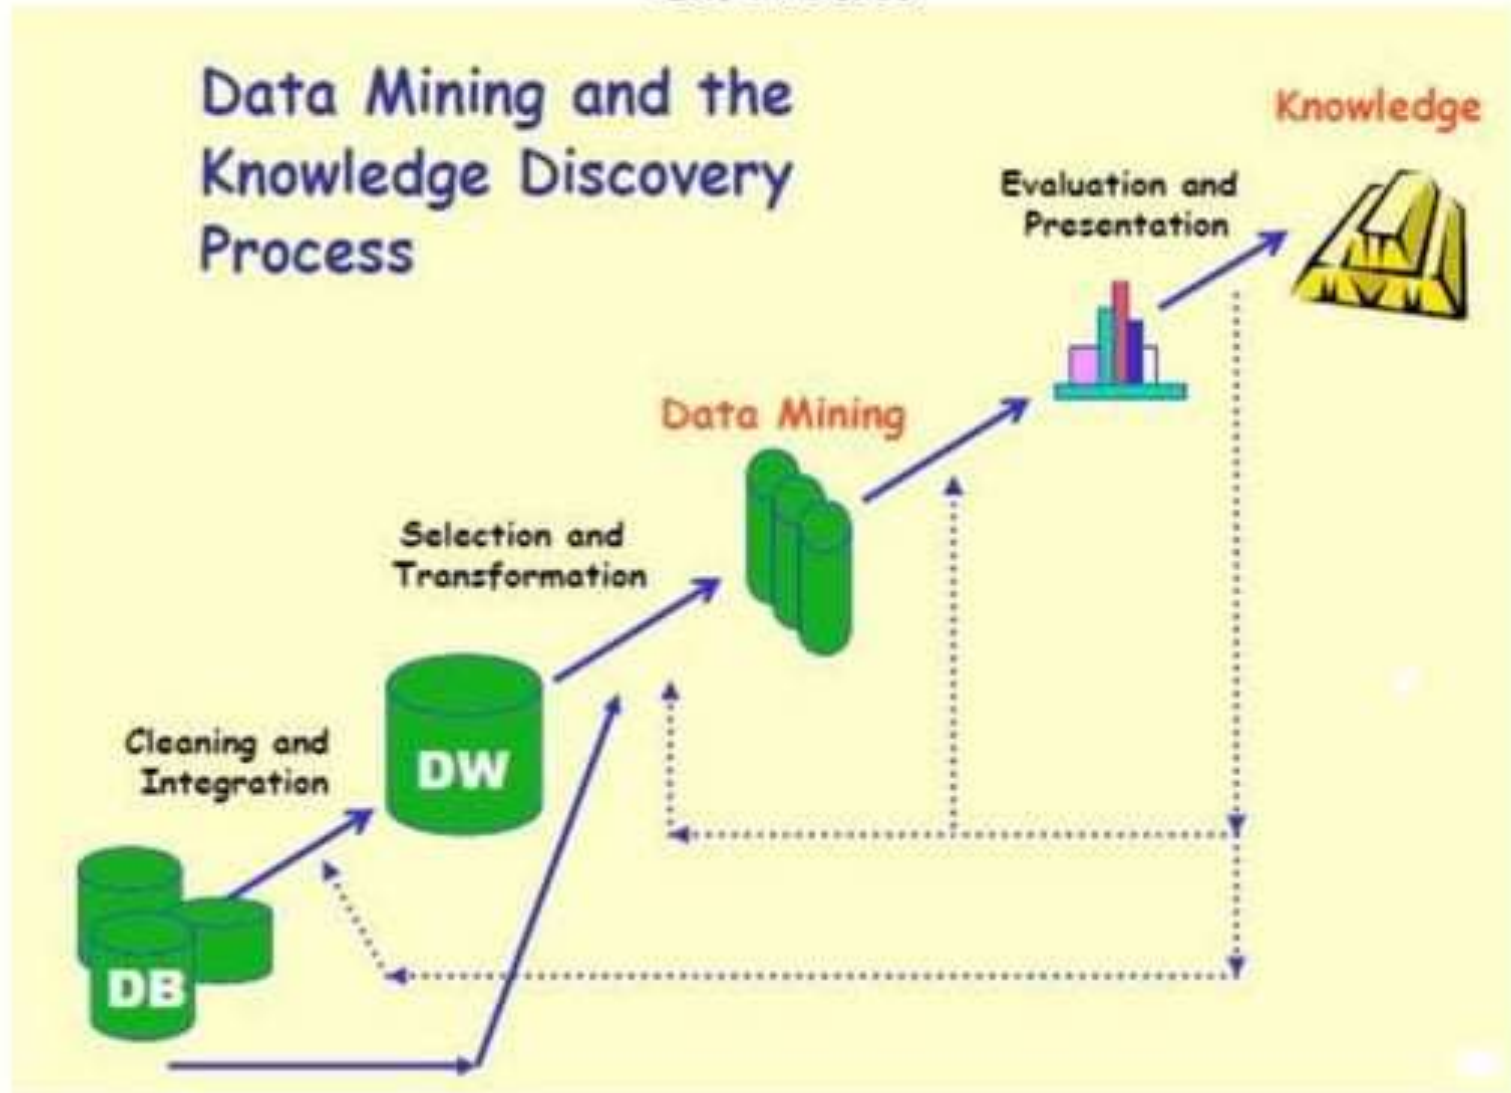 Data Mining and the
Knowledge Discovery
Process
Knowledge
Evaluation and
Presentation
Data Mining
Selection and
Transformation
DW
Cleaning and
Integration
DB